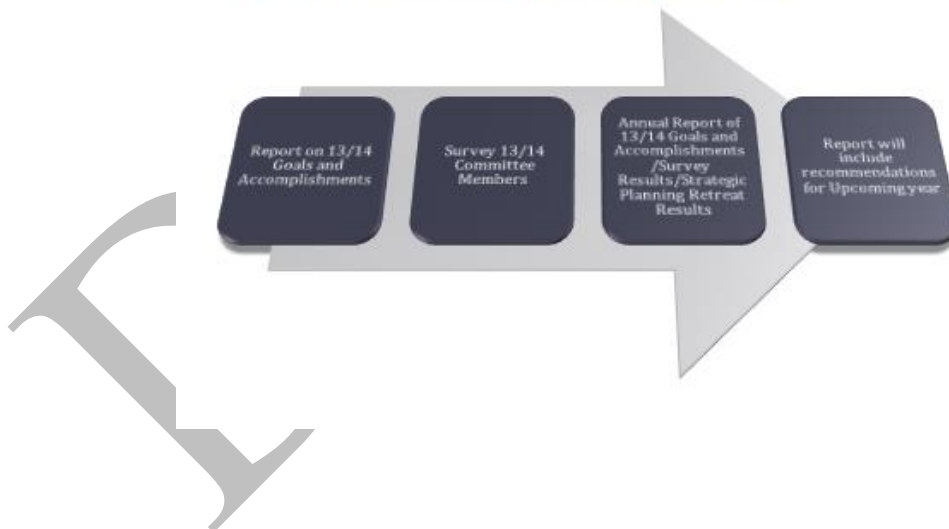 Report on 13/14
Goals and
Accomplishments
Survey 13/14
Committee
Members
Annual Report of
13/14 Goals and
Accomplishments
/Survey
Results/Strategic
Planning Retreat
Results
Report will
include
recommendations
for Upcoming year